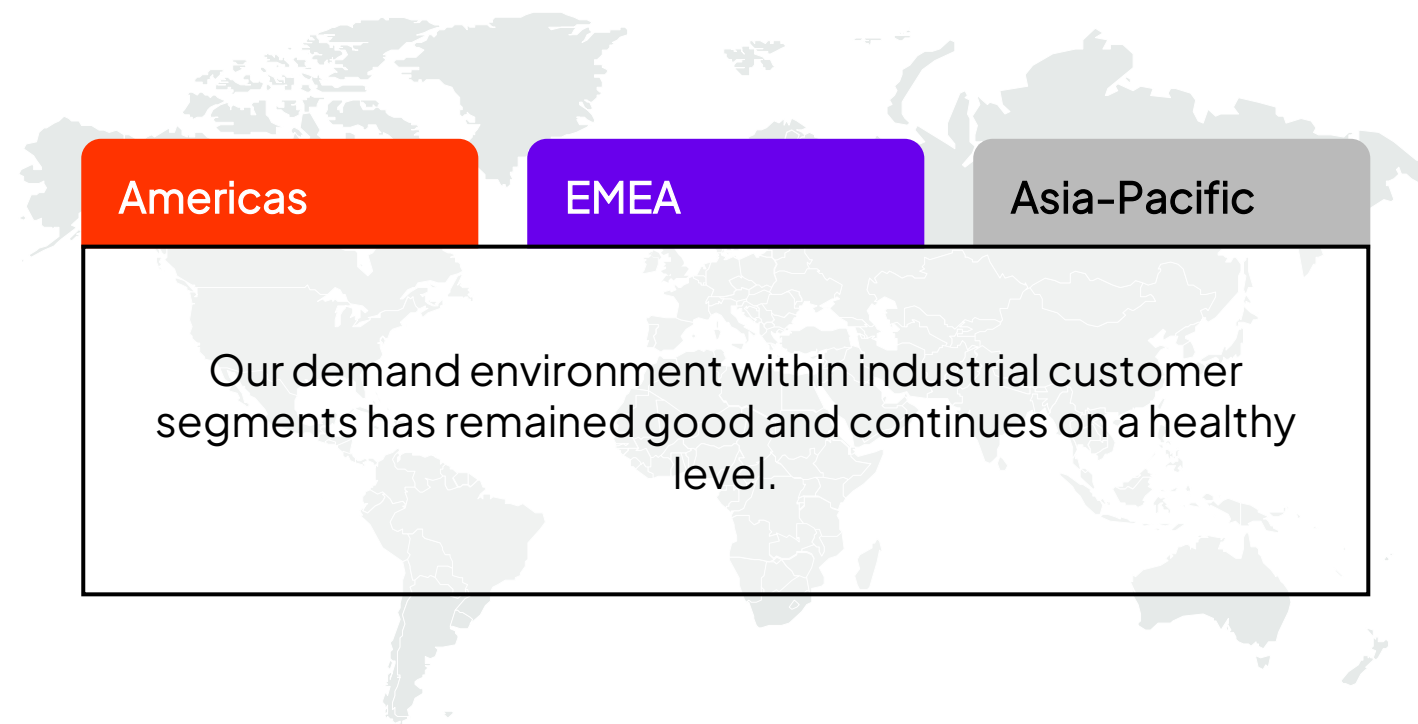 Americas
EMEA
Asia-Pacific
Our demand environment within industrial customer
segments has remained good and continues on a healthy
level.